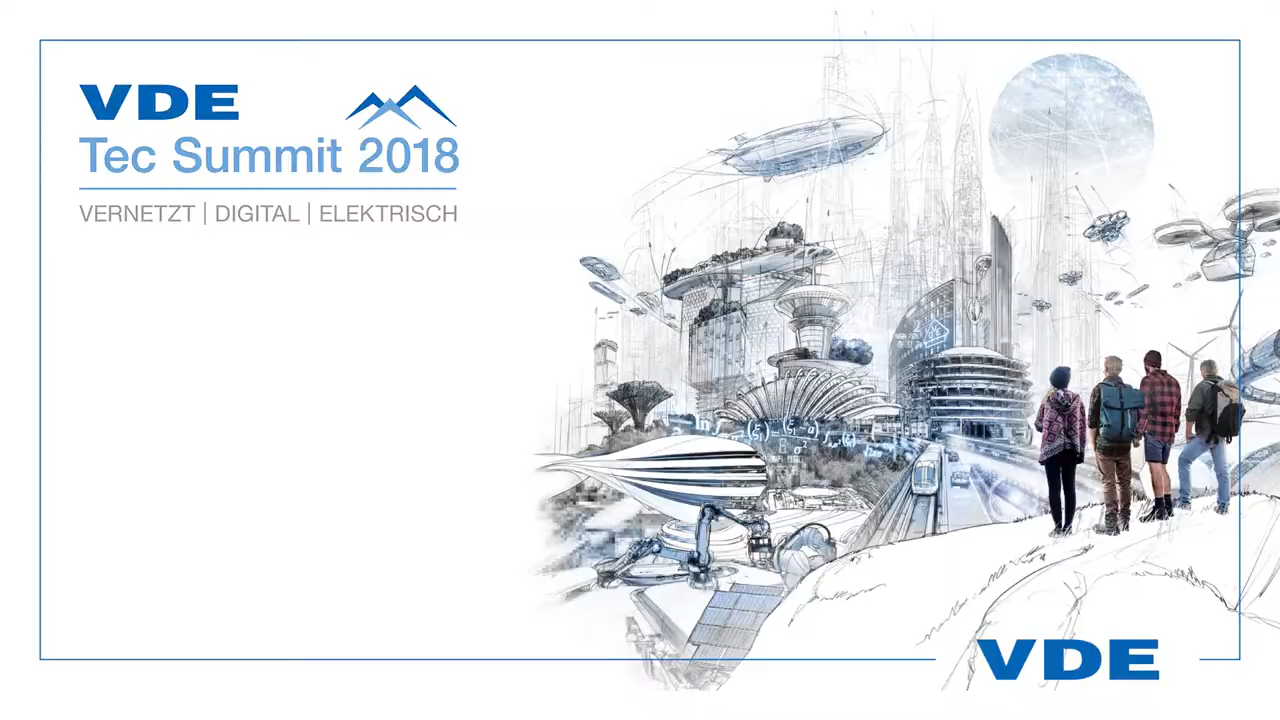 VDE
Tec Summit 2018
VERNETZT | DIGITAL | ELEKTRISCH
VDE